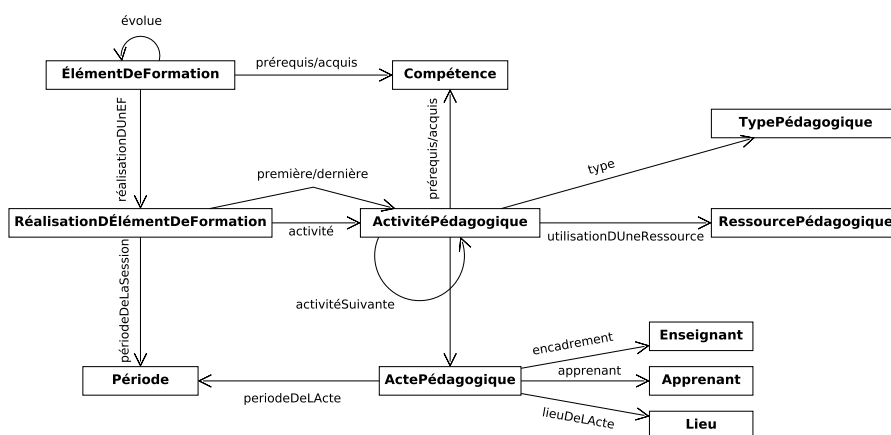 évolue
ÉlémentDeFormation
prérequis/acquis
Compétence
réalisationDUnEF
prérequis/acquis
TypePédagogique
type
première/dernière
RéalisationDÉlémentDeFormation
activité
ActivitéPédagogique
utilisationDUneRessource
RessourcePédagogique
périodeDeLaSession
activitéSuivante
encadrement
Enseignant
Période
periodeDeLActe
ActePédagogique
apprenant
Apprenant
lieuDeLActe
Lieu